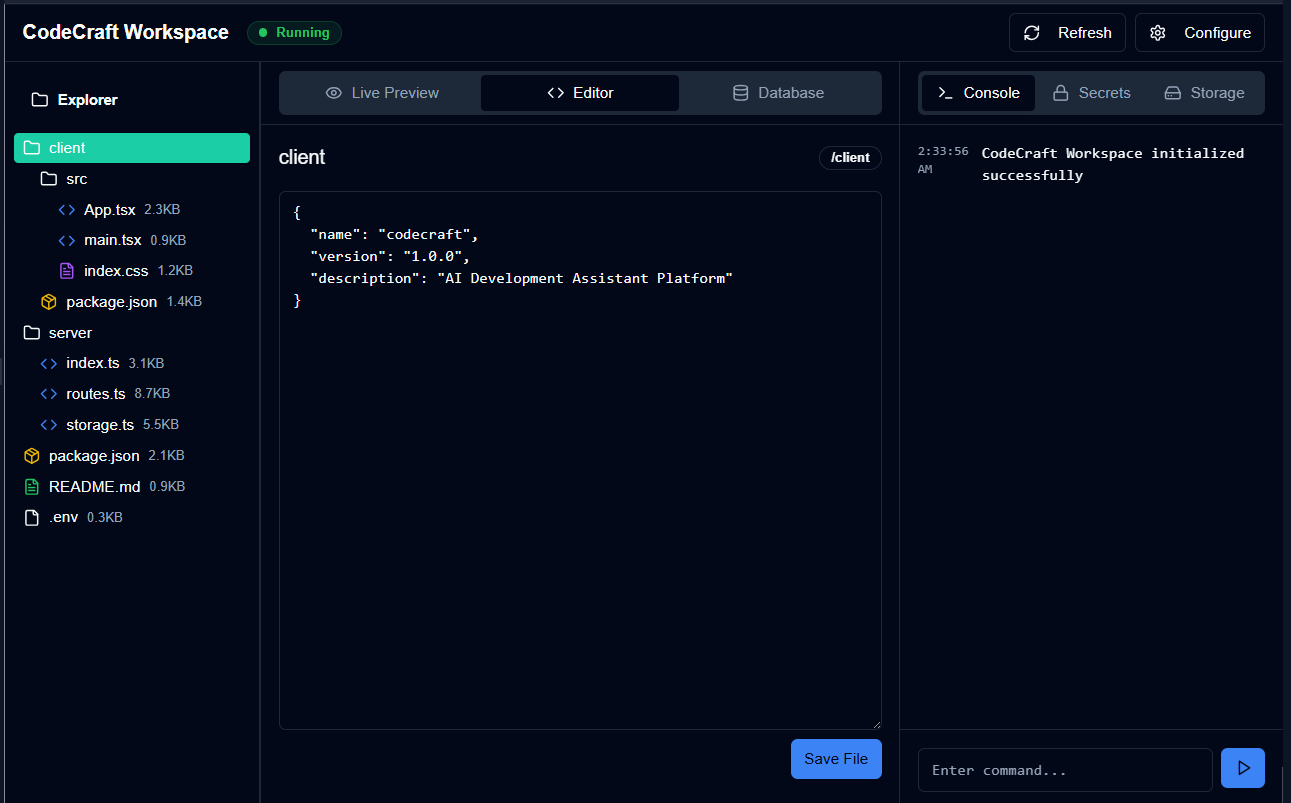 CodeCraft Workspace
Running
Refresh
Configure
Explorer
client
src
App.tsx 2.3KB
main.tsx 0.9KB
index.css 1.2KB
package.json 1.4KB
server
index.ts 3.1KB
routes.ts 8.7KB
storage.ts 5.5KB
package.json 2.1KB
README.md 0.9KB
.env 0.3KB
Live Preview
Editor
Database
client
/client
{
  "name": "codecraft",
  "version": "1.0.0",
  "description": "AI Development Assistant Platform"
}
Save File
Console
Secrets
Storage
2:33:56 AM
CodeCraft Workspace initialized
successfully
Enter command...